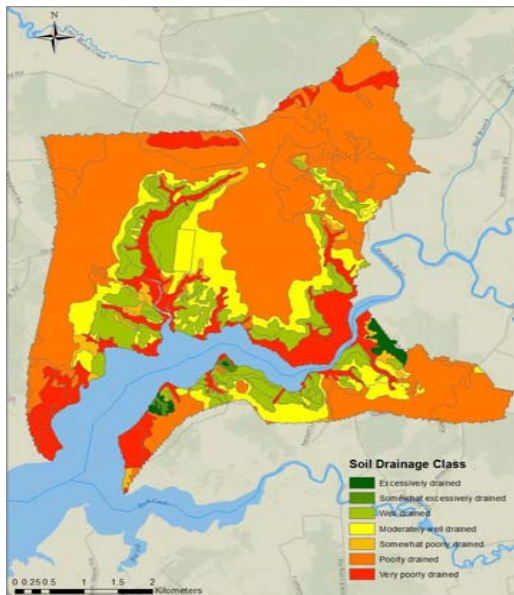 N
Soil Drainage Class
Excessively drained
Somewhat excessively drained
Well drained
Moderately well drained
Somewhat poorly drained
Poorly drained
Very poorly drained
0 0.25 0.5 1 1.5 2
Kilometers